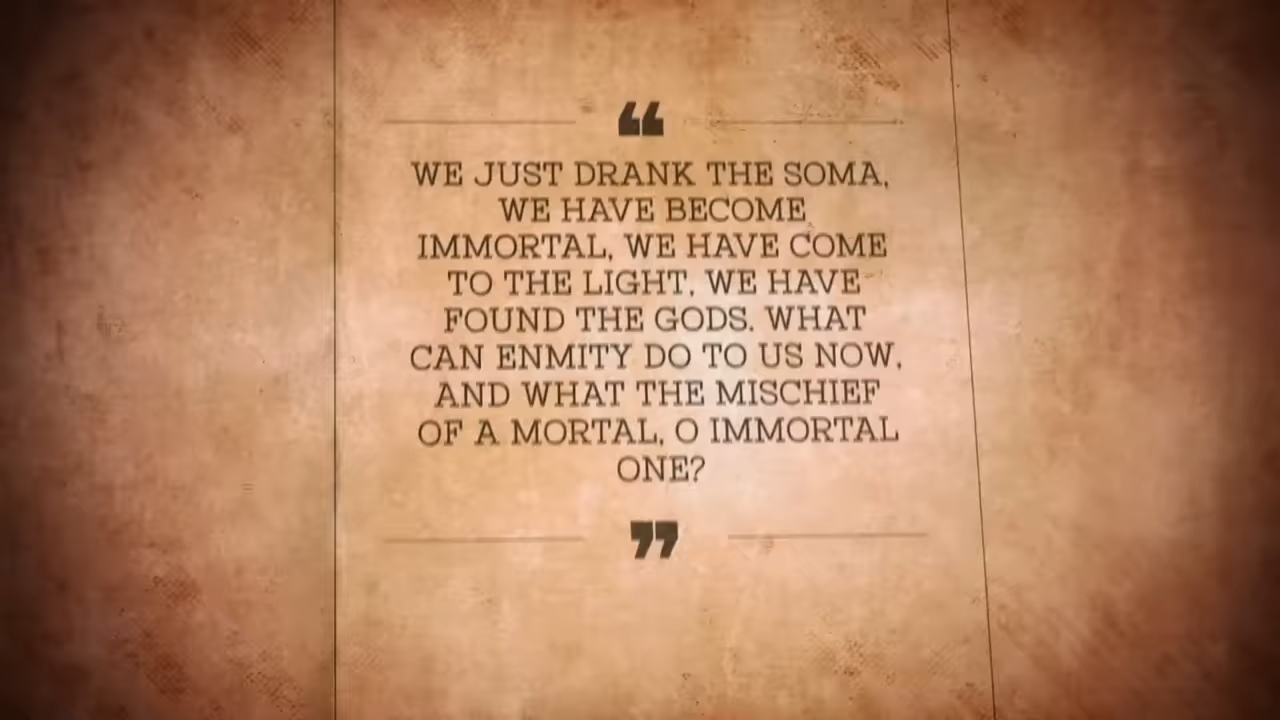 “
WE JUST DRANK THE SOMA,
WE HAVE BECOME
IMMORTAL, WE HAVE COME
TO THE LIGHT, WE HAVE
FOUND THE GODS. WHAT
CAN ENMITY DO TO US NOW,
AND WHAT THE MISCHIEF
OF A MORTAL, O IMMORTAL
ONE?
”